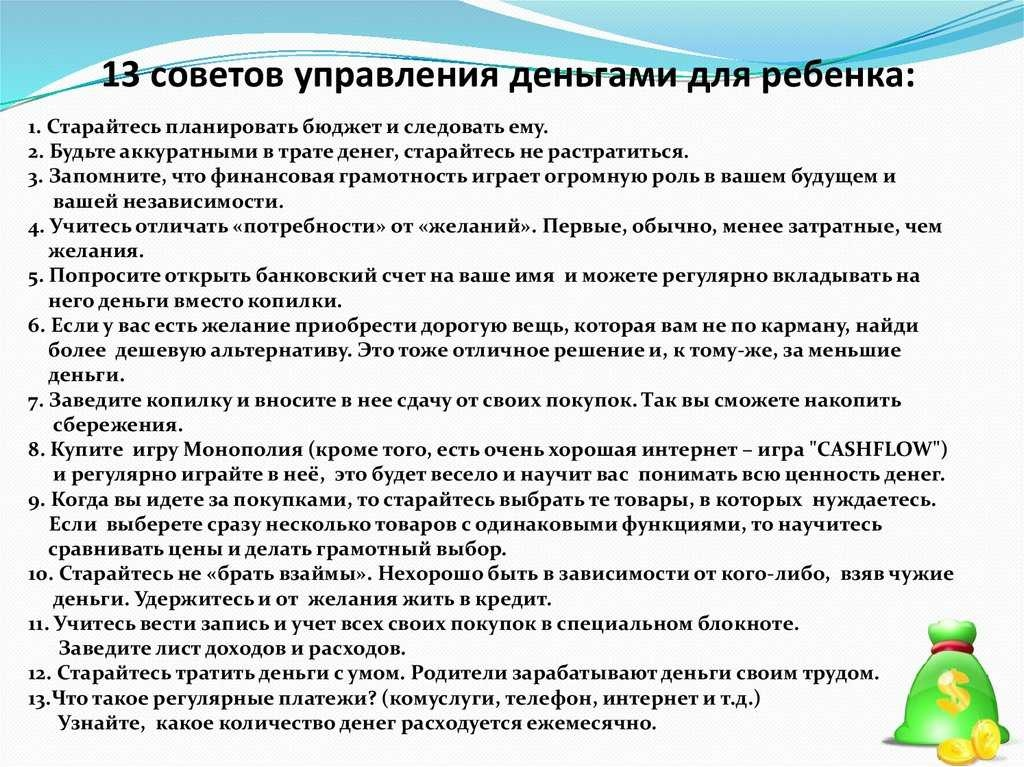 13 советов управления деньгами для ребенка:
1. Старайтесь планировать бюджет и следовать ему.
2. Будьте аккуратными в трате денег, старайтесь не растратиться.
3. Запомните, что финансовая грамотность играет огромную роль в вашем будущем и
вашей независимости.
4. Учитесь отличать «потребности» от «желаний». Первые, обычно, менее затратные, чем
желания.
5. Попросите открыть банковский счет на ваше имя и можете регулярно вкладывать на
него деньги вместо копилки.
6. Если у вас есть желание приобрести дорогую вещь, которая вам не по карману, найди
более дешевую альтернативу. Это тоже отличное решение и, к тому-же, за меньшие
деньги.
7. Заведите копилку и вносите в нее сдачу от своих покупок. Так вы сможете накопить
сбережения.
8. Купите игру Монополия (кроме того, есть очень хорошая интернет – игра "CASHFLOW")
и регулярно играйте в неё, это будет весело и научит вас понимать всю ценность денег.
9. Когда вы идете за покупками, то старайтесь выбрать те товары, в которых нуждаетесь.
Если выберете сразу несколько товаров с одинаковыми функциями, то научитесь
сравнивать цены и делать грамотный выбор.
10. Старайтесь не «брать взаймы». Нехорошо быть в зависимости от кого-либо, взяв чужие
деньги. Удержитесь и от желания жить в кредит.
11. Учитесь вести запись и учет всех своих покупок в специальном блокноте.
Заведите лист доходов и расходов.
12. Старайтесь тратить деньги с умом. Родители зарабатывают деньги своим трудом.
13.Что такое регулярные платежи? (комуслуги, телефон, интернет и т.д.)
Узнайте, какое количество денег расходуется ежемесячно.
$